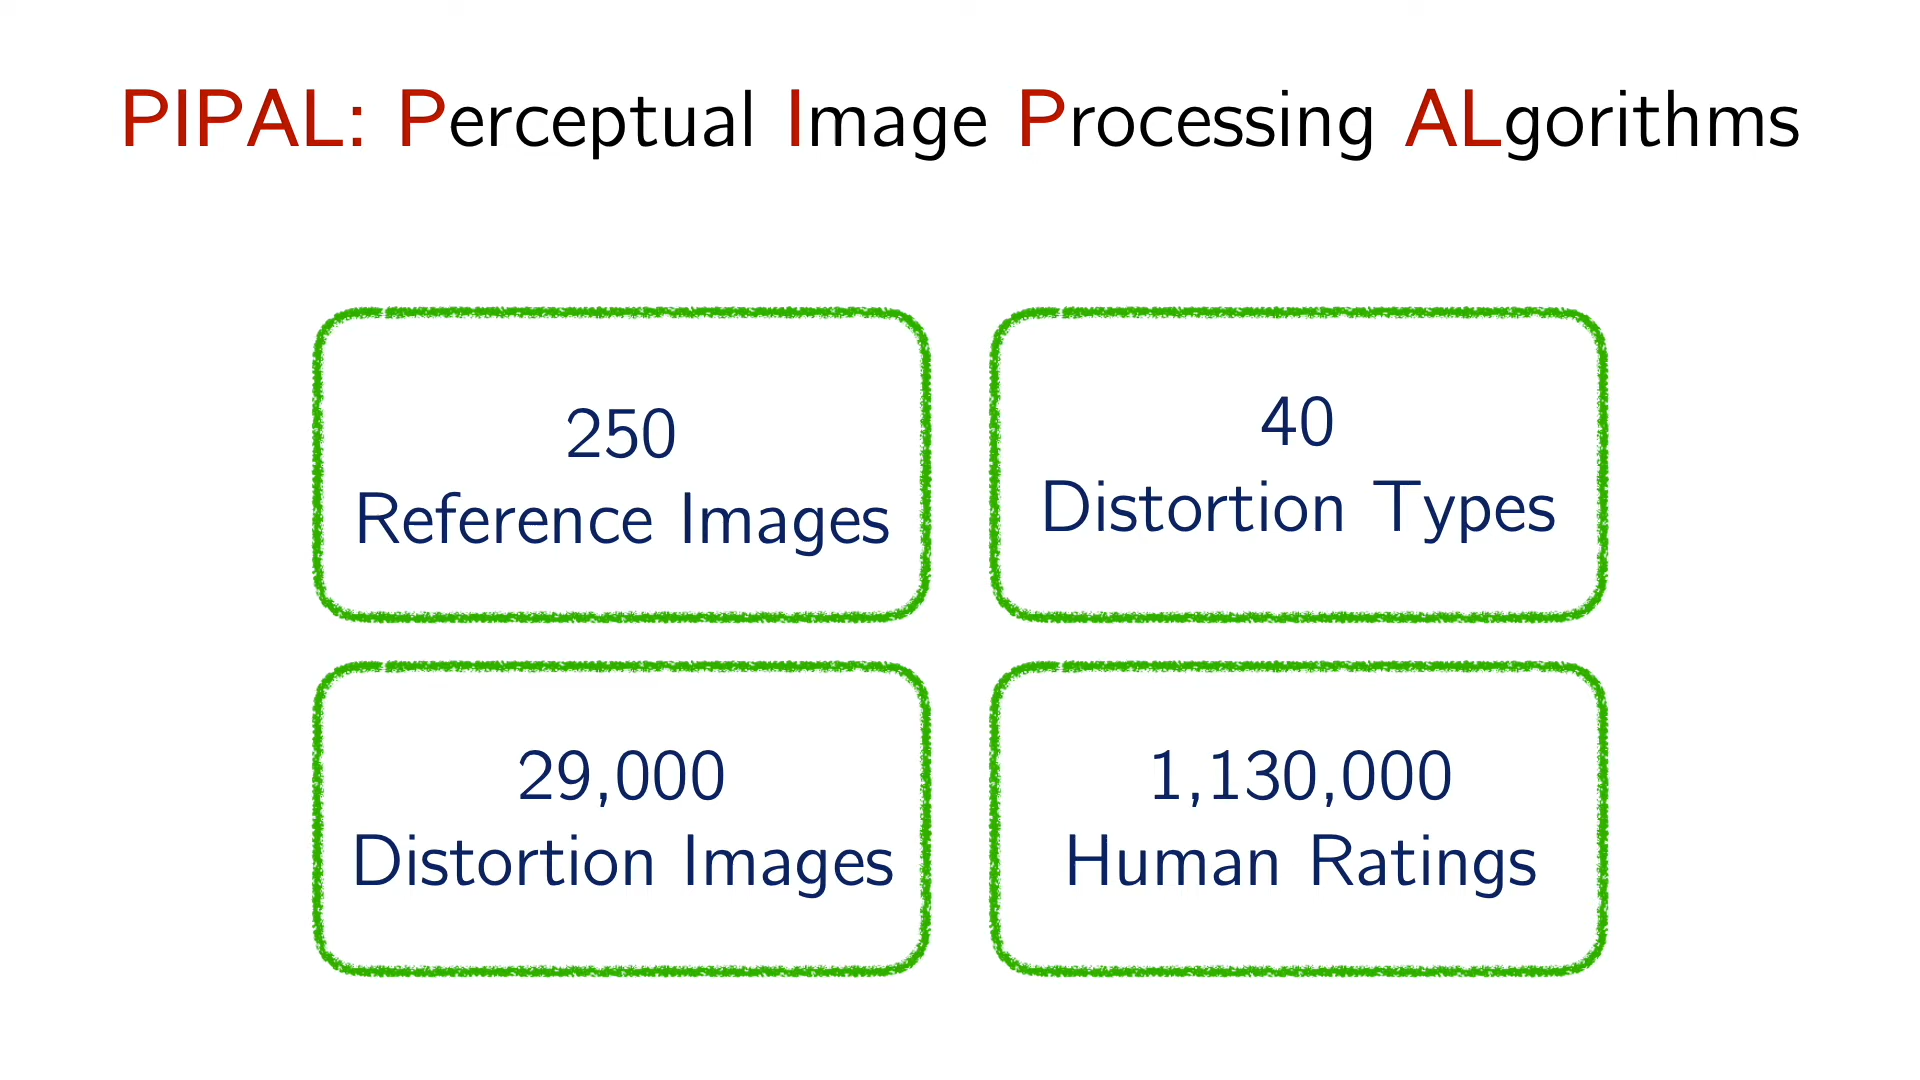 PIPAL: Perceptual Image Processing ALgorithms
250
Reference Images
40
Distortion Types
29,000
Distortion Images
1,130,000
Human Ratings